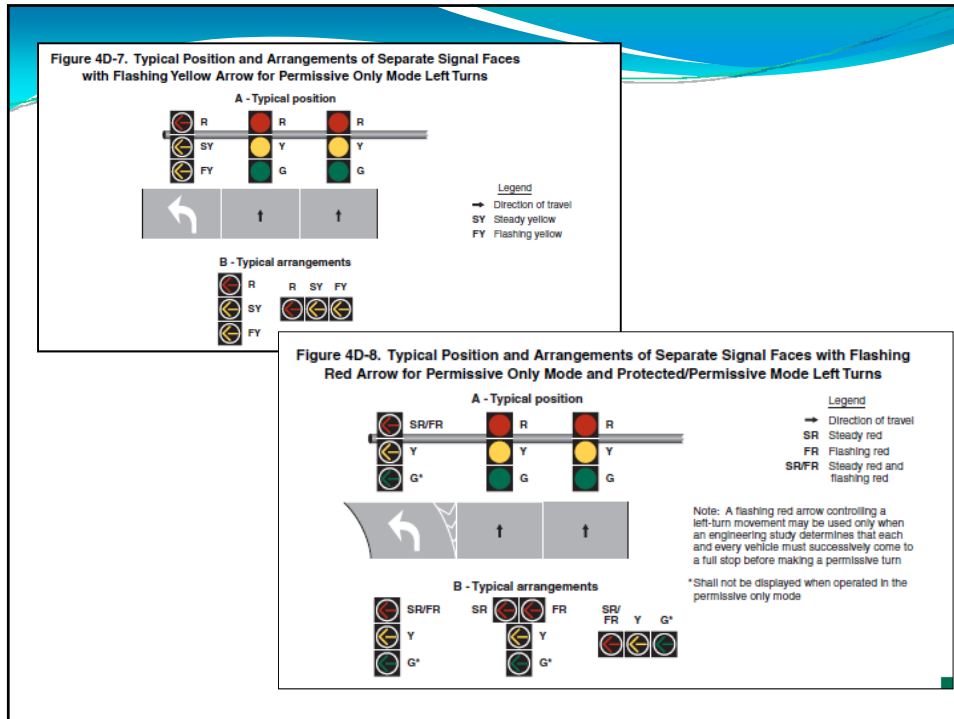 Figure 4D-7. Typical Position and Arrangements of Separate Signal Faces
with Flashing Yellow Arrow for Permissive Only Mode Left Turns
A - Typical position
R R R
SY Y Y
FY G G
Legend
Direction of travel
SY Steady yellow
FY Flashing yellow
B - Typical arrangements
R
SY
FY
R SY FY
Figure 4D-8. Typical Position and Arrangements of Separate Signal Faces with Flashing
Red Arrow for Permissive Only Mode and Protected/Permissive Mode Left Turns
A - Typical position
SR/FR R R
Y Y Y
G* G G
Legend
Direction of travel
SR Steady red
FR Flashing red
SR/FR Steady red and
flashing red
Note: A flashing red arrow controlling a
left-turn movement may be used only when
an engineering study determines that each
and every vehicle must successively come to
a full stop before making a permissive turn
*Shall not be displayed when operated in the
permissive only mode
B - Typical arrangements
SR/FR
Y
G*
SR FR
Y
G*
SR/
FR Y G*